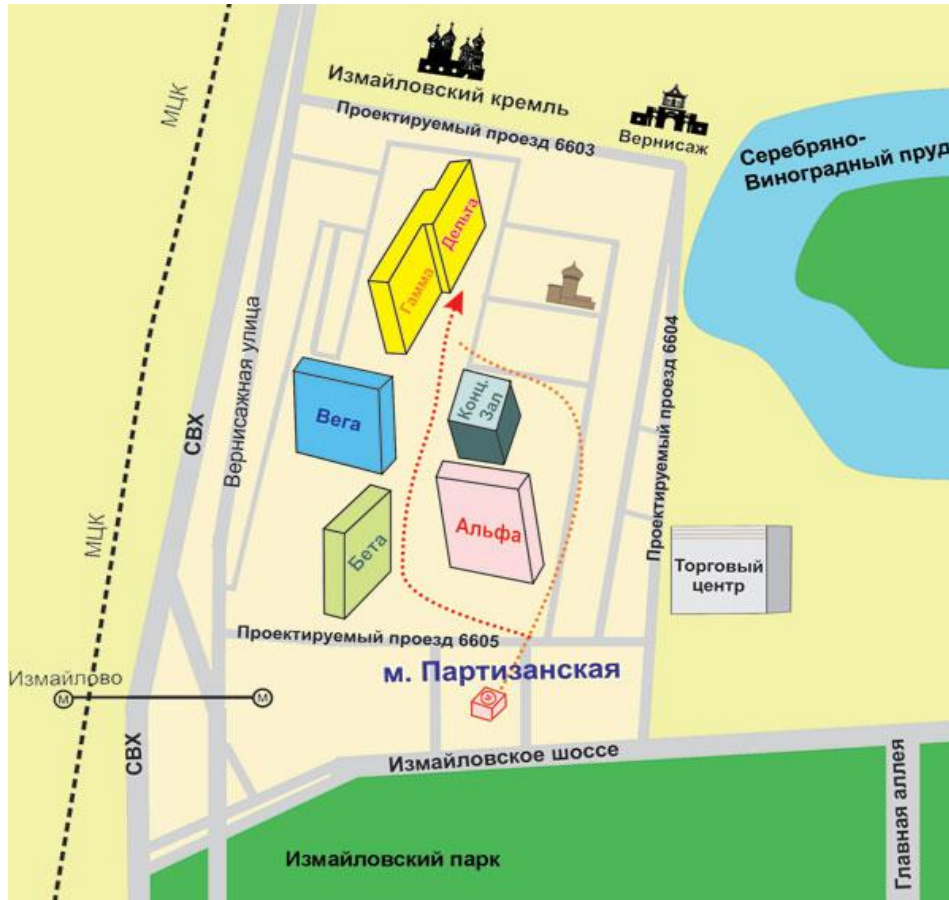 МЦК
Измайловский кремль
Проектируемый проезд 6603
Вернисаж
Серебряно-
Виноградный пруд
Дельта
Гамма
Вернисажная улица
СВХ
Вега
Конц.
Зал
Проектируемый проезд 6604
МЦК
Бета
Альфа
Торговый
центр
Проектируемый проезд 6605
м. Партизанская
Измайлово
М
М
СВХ
Измайловское шоссе
Главная аллея
Измайловский парк